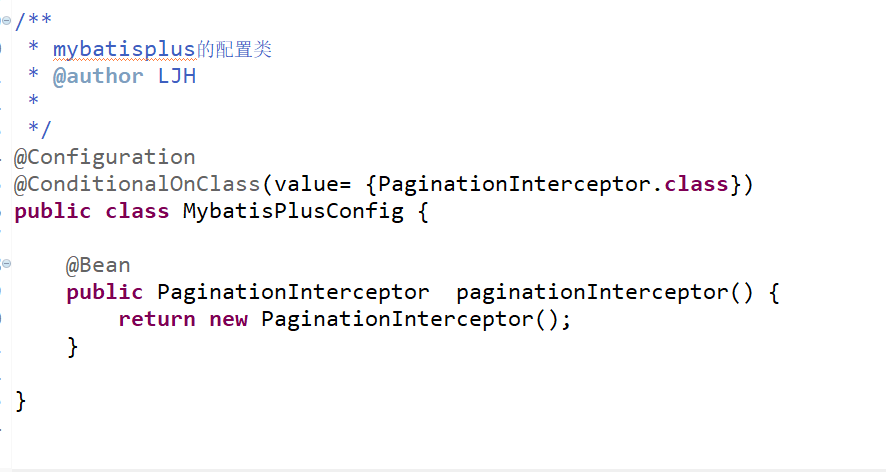 /**
 * mybatisplus的配置类
 * @author LJH
 *
 */
@Configuration
@ConditionalOnClass(value= {PaginationInterceptor.class})
public class MybatisPlusConfig {
    @Bean
    public PaginationInterceptor  paginationInterceptor() {
        return new PaginationInterceptor();
    }
}